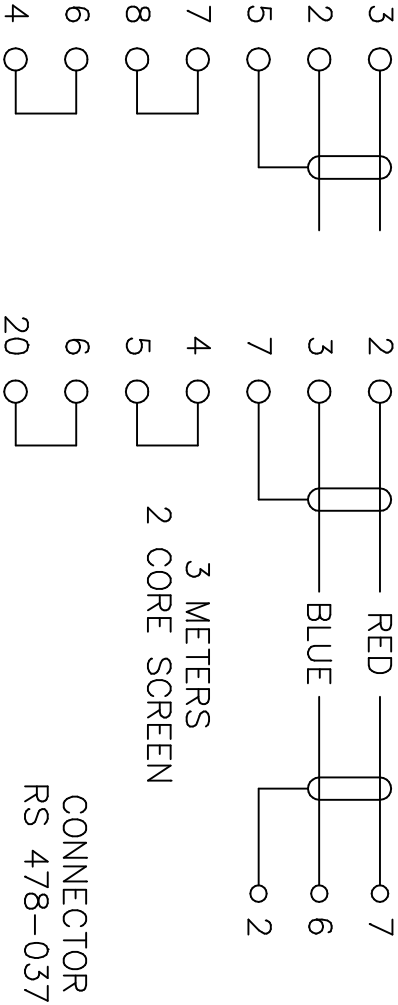 3 2 RED 7
2 3 BLUE 6
5 7 2
7 4 3 METERS
8 5 2 CORE SCREEN
6 6 CONNECTOR
4 20 RS 478-037